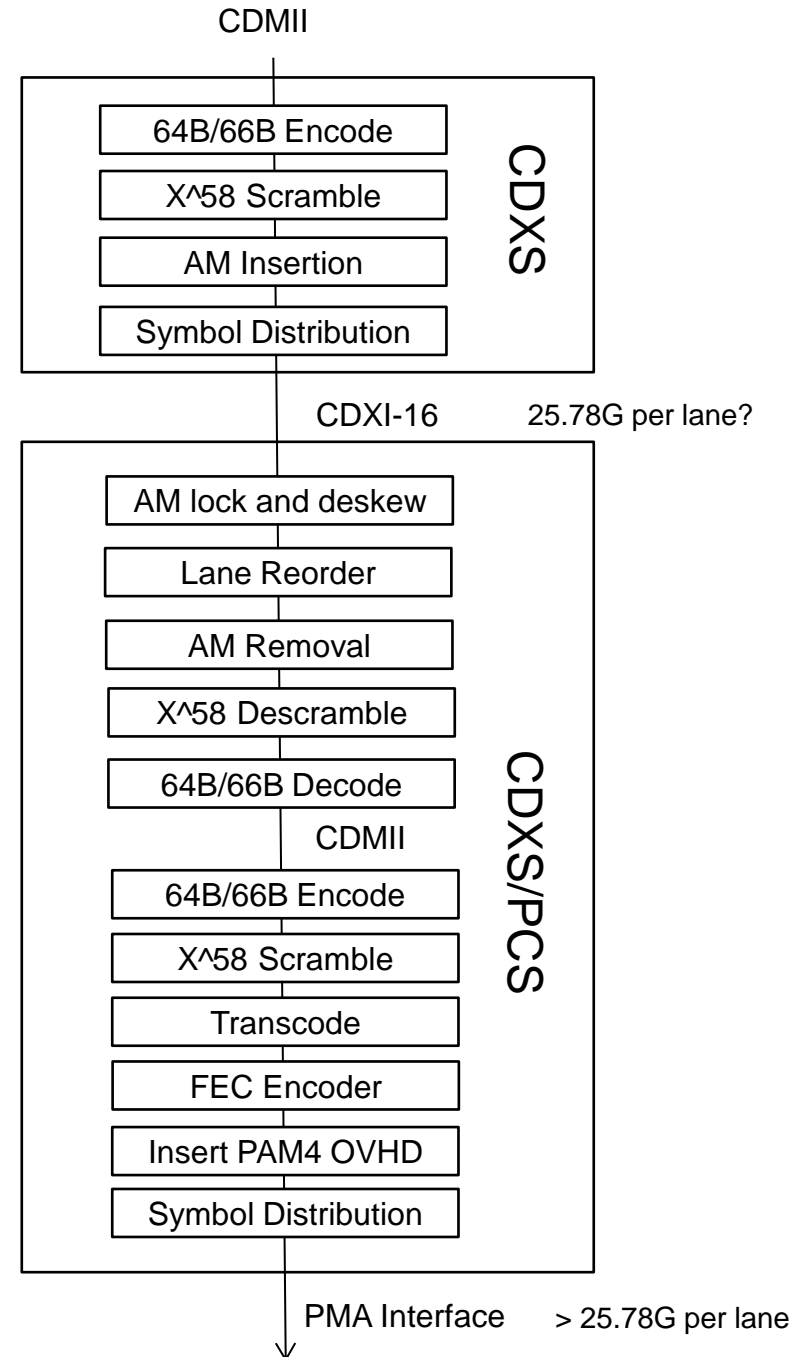 CDMII
64B/66B Encode
X^58 Scramble
AM Insertion
Symbol Distribution
CDXS
CDXI-16
25.78G per lane?
AM lock and deskew
Lane Reorder
AM Removal
X^58 Descramble
64B/66B Decode
CDMII
64B/66B Encode
X^58 Scramble
Transcode
FEC Encoder
Insert PAM4 OVHD
Symbol Distribution
CDXS/PCS
PMA Interface
> 25.78G per lane